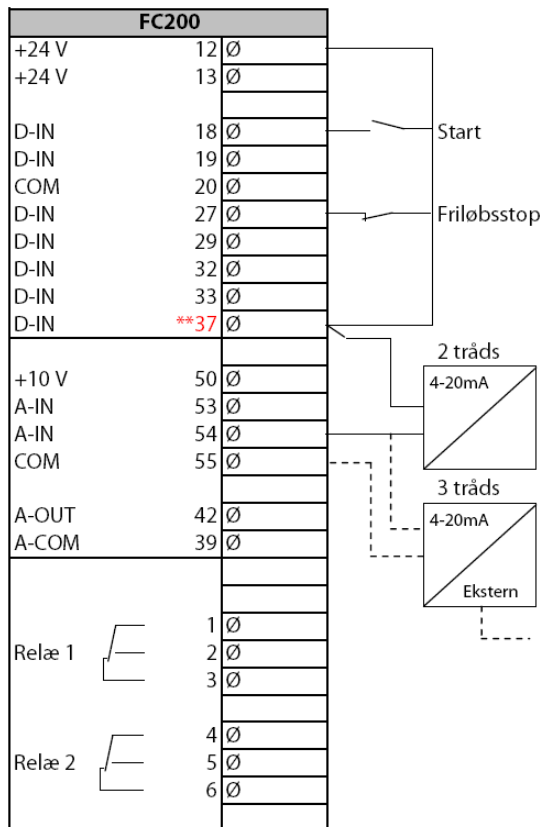 FC200
+24 V 12 Ø
+24 V 13 Ø
D-IN 18 Ø Start
D-IN 19 Ø
COM 20 Ø
D-IN 27 Ø Friløbsstop
D-IN 29 Ø
D-IN 32 Ø
D-IN 33 Ø
D-IN **37 Ø
2 tråds
+10 V 50 Ø 4-20mA
A-IN 53 Ø
A-IN 54 Ø
COM 55 Ø
3 tråds
A-OUT 42 Ø 4-20mA
A-COM 39 Ø
Ekstern
1 Ø
Relæ 1 2 Ø
3 Ø
4 Ø
Relæ 2 5 Ø
6 Ø